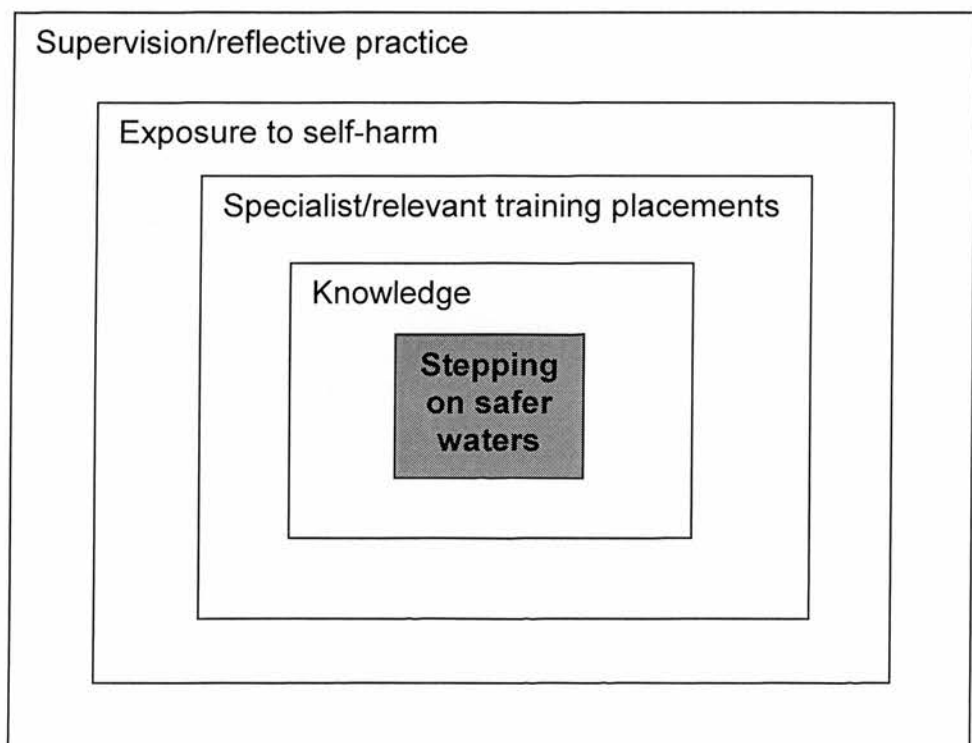 Supervision/reflective practice
Exposure to self-harm
Specialist/relevant training placements
Knowledge
Stepping
on safer
waters